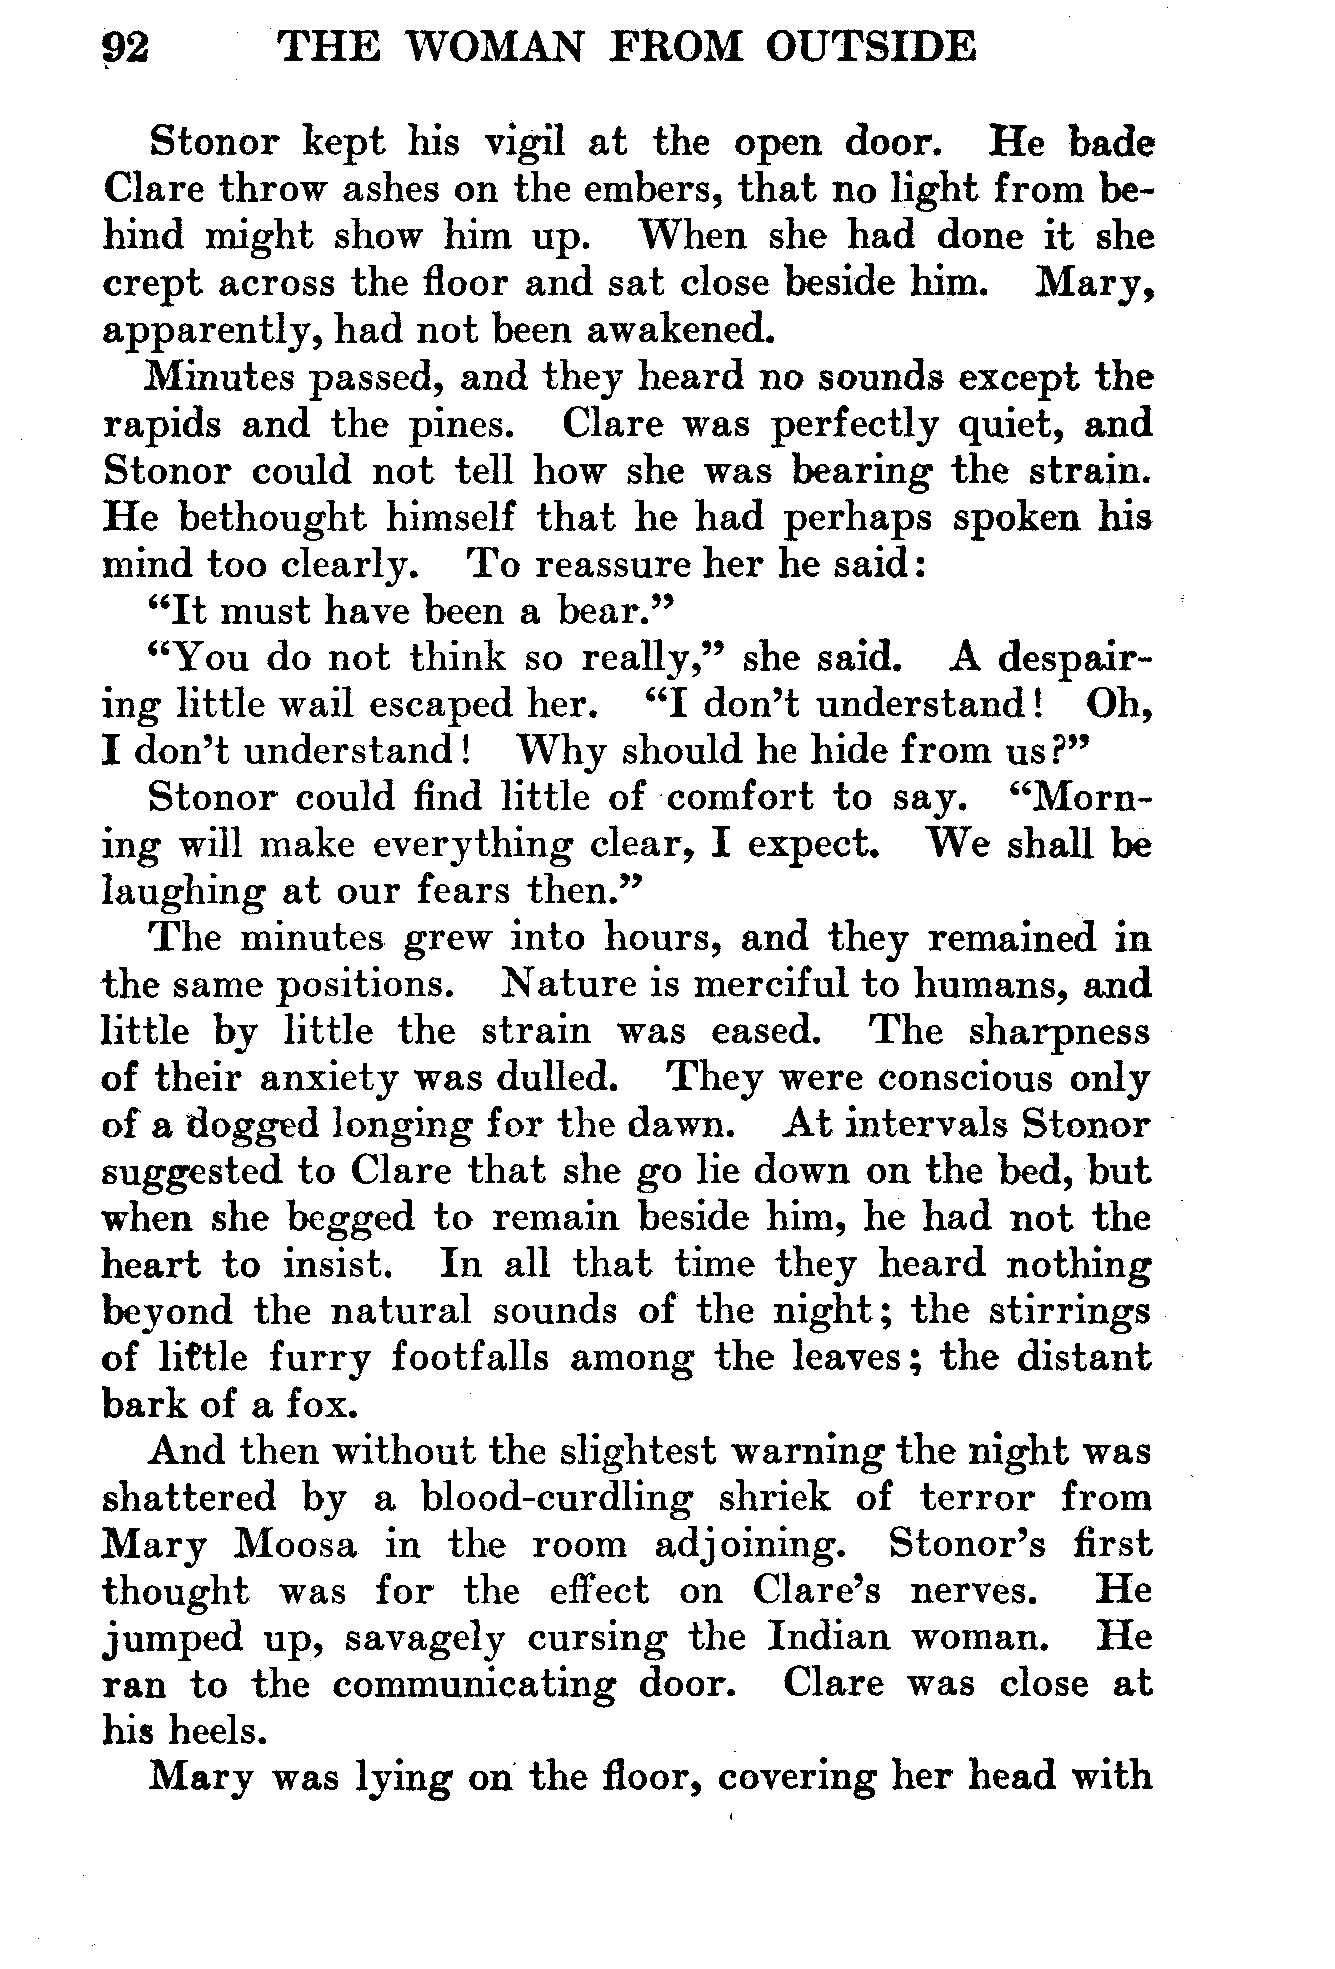 92 THE WOMAN FROM OUTSIDE
Stonor kept his vigil at the open door. He bade
Clare throw ashes on the embers, that no light from be-
hind might show him up. When she had done it she
crept across the floor and sat close beside him. Mary,
apparently, had not been awakened.
Minutes passed, and they heard no sounds except the
rapids and the pines. Clare was perfectly quiet, and
Stonor could not tell how she was bearing the strain.
He bethought himself that he had perhaps spoken his
mind too clearly. To reassure her he said:
"It must have been a bear."
"You do not think so really," she said. A despair-
ing little wail escaped her. "I don't understand! Oh,
I don't understand! Why should he hide from us?"
Stonor could find little of comfort to say. "Morn-
ing will make everything clear, I expect. We shall be
laughing at our fears then."
The minutes grew into hours, and they remained in
the same positions. Nature is merciful to humans, and
little by little the strain was eased. The sharpness
of their anxiety was dulled. They were conscious only
of a dogged longing for the dawn. At intervals Stonor
suggested to Clare that she go lie down on the bed, but
when she begged to remain beside him, he had not the
heart to insist. In all that time they heard nothing
beyond the natural sounds of the night; the stirrings
of little furry footfalls among the leaves; the distant
bark of a fox.
And then without the slightest warning the night was
shattered by a blood-curdling shriek of terror from
Mary Moosa in the room adjoining. Stonor's first
thought was for the effect on Clare's nerves. He
jumped up, savagely cursing the Indian woman. He
ran to the communicating door. Clare was close at
his heels.
Mary was lying on the floor, covering her head with